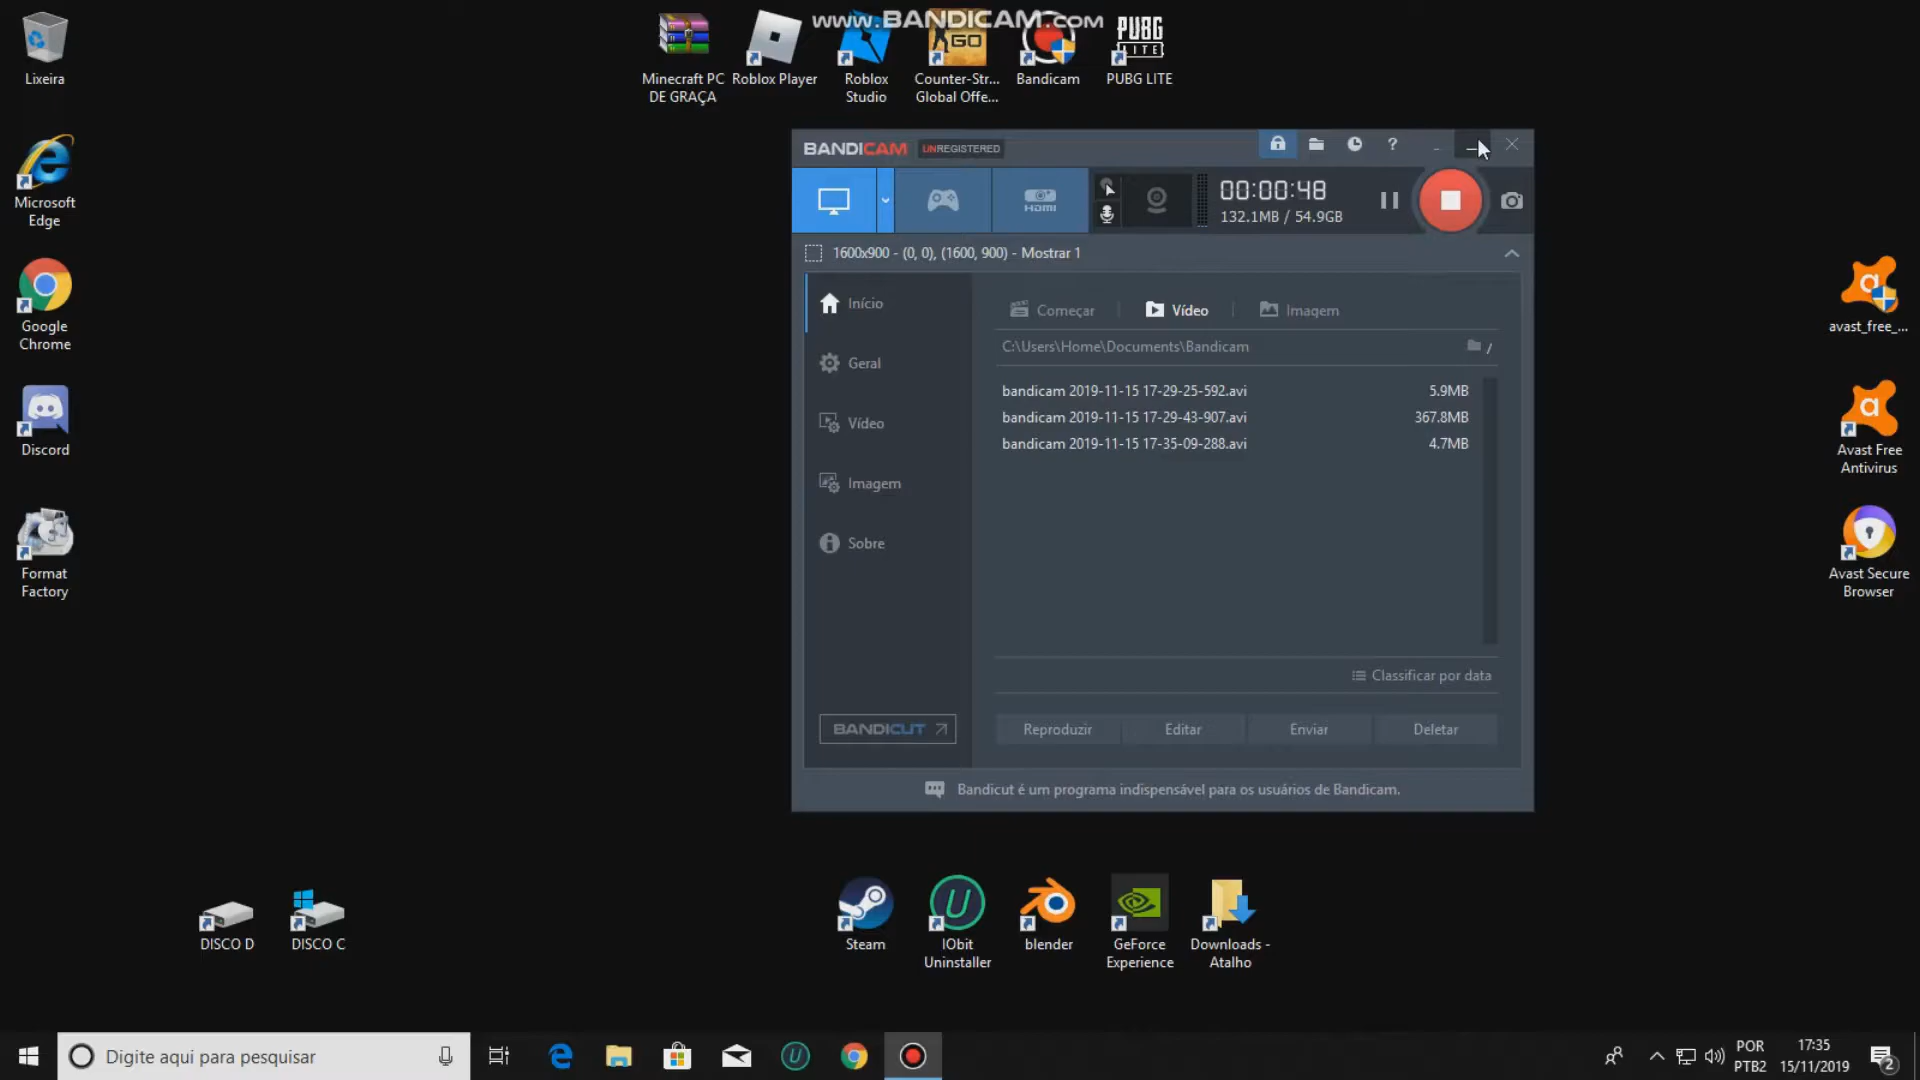 www.BANDICAM.com
Lixeira
Minecraft PC
DE GRAÇA
Roblox Player
Roblox
Studio
Counter-Str...
Global Offe...
GO
Bandicam
PUBG
LITE
PUBG LITE
Microsoft
Edge
Google
Chrome
Discord
Format
Factory
BANDICAM UNREGISTERED
?
HDMI
00:00:48
132.1MB / 54.9GB
1600x900 - (0, 0), (1600, 900) - Mostrar 1
Início
Geral
Vídeo
Imagem
Sobre
BANDICUT
Começar
Vídeo
Imagem
C:\Users\Home\Documents\Bandicam
/
bandicam 2019-11-15 17-29-25-592.avi 5.9MB
bandicam 2019-11-15 17-29-43-907.avi 367.8MB
bandicam 2019-11-15 17-35-09-288.avi 4.7MB
Classificar por data
Reproduzir
Editar
Enviar
Deletar
Bandicut é um programa indispensável para os usuários de Bandicam.
avast_free_...
Avast Free
Antivirus
Avast Secure
Browser
DISCO D
DISCO C
Steam
IObit
Uninstaller
blender
GeForce
Experience
Downloads -
Atalho
Digite aqui para pesquisar
POR
PTB2
17:35
15/11/2019
2